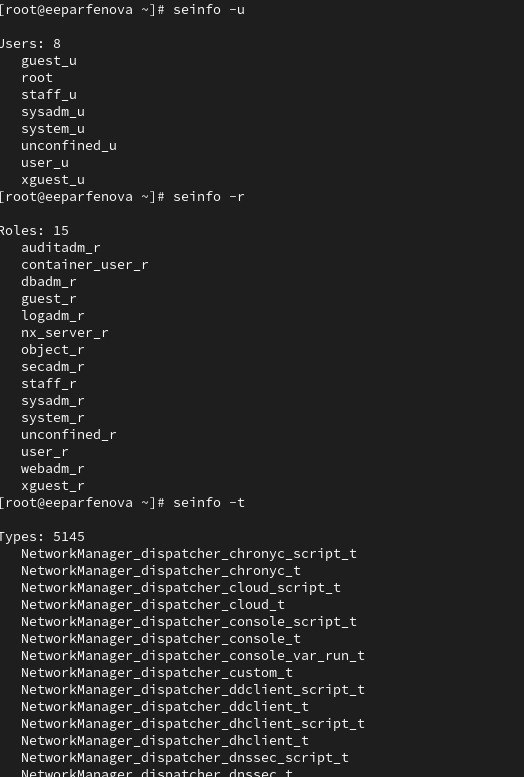 [root@eeparfenova ~]# seinfo -u
Users: 8
guest_u
root
staff_u
sysadm_u
system_u
unconfined_u
user_u
xguest_u
[root@eeparfenova ~]# seinfo -r
Roles: 15
auditadm_r
container_user_r
dbadm_r
guest_r
logadm_r
nx_server_r
object_r
secadm_r
staff_r
sysadm_r
system_r
unconfined_r
user_r
webadm_r
xguest_r
[root@eeparfenova ~]# seinfo -t
Types: 5145
NetworkManager_dispatcher_chronyc_script_t
NetworkManager_dispatcher_chronyc_t
NetworkManager_dispatcher_cloud_script_t
NetworkManager_dispatcher_cloud_t
NetworkManager_dispatcher_console_script_t
NetworkManager_dispatcher_console_t
NetworkManager_dispatcher_console_var_run_t
NetworkManager_dispatcher_custom_t
NetworkManager_dispatcher_ddclient_script_t
NetworkManager_dispatcher_ddclient_t
NetworkManager_dispatcher_dhclient_script_t
NetworkManager_dispatcher_dhclient_t
NetworkManager_dispatcher_dnssec_script_t
NetworkManager_dispatcher_dnssec_t